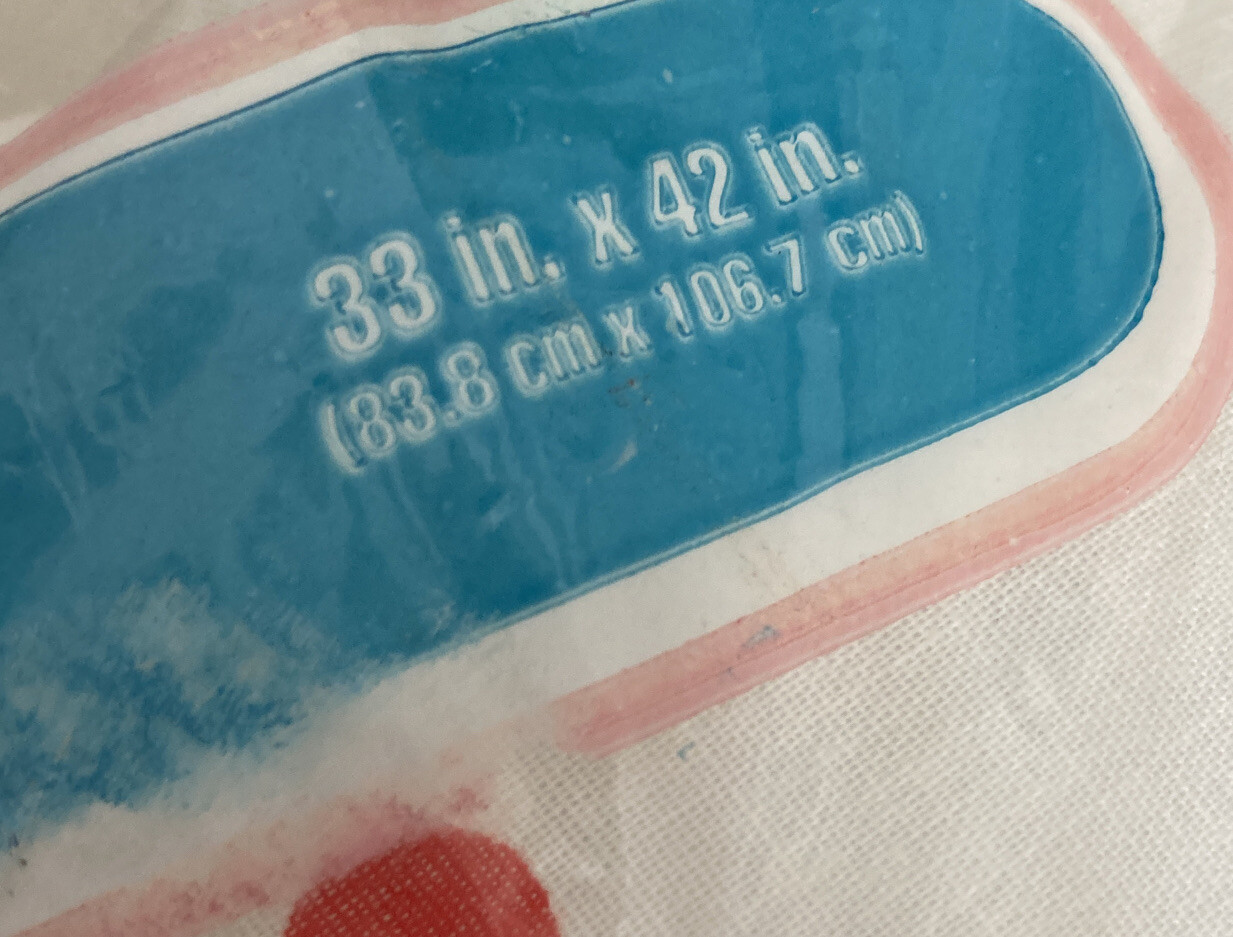 33 in. x 42 in.
(83.8 cm x 106.7 cm)